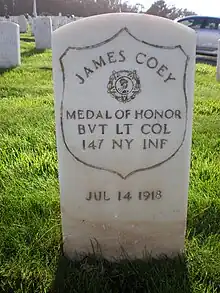 JAMES COEY
MEDAL OF HONOR
BVT LT COL
147 NY INF
JUL 14 1918